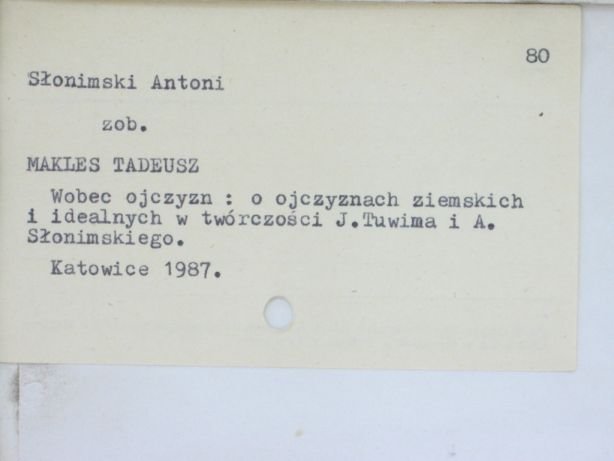 80
Słonimski Antoni
zob.
MAKLES TADEUSZ
Wobec ojczyzn : o ojczyznach ziemskich
i idealnych w twórczości J.Tuwima i A.
Słonimskiego.
Katowice 1987.